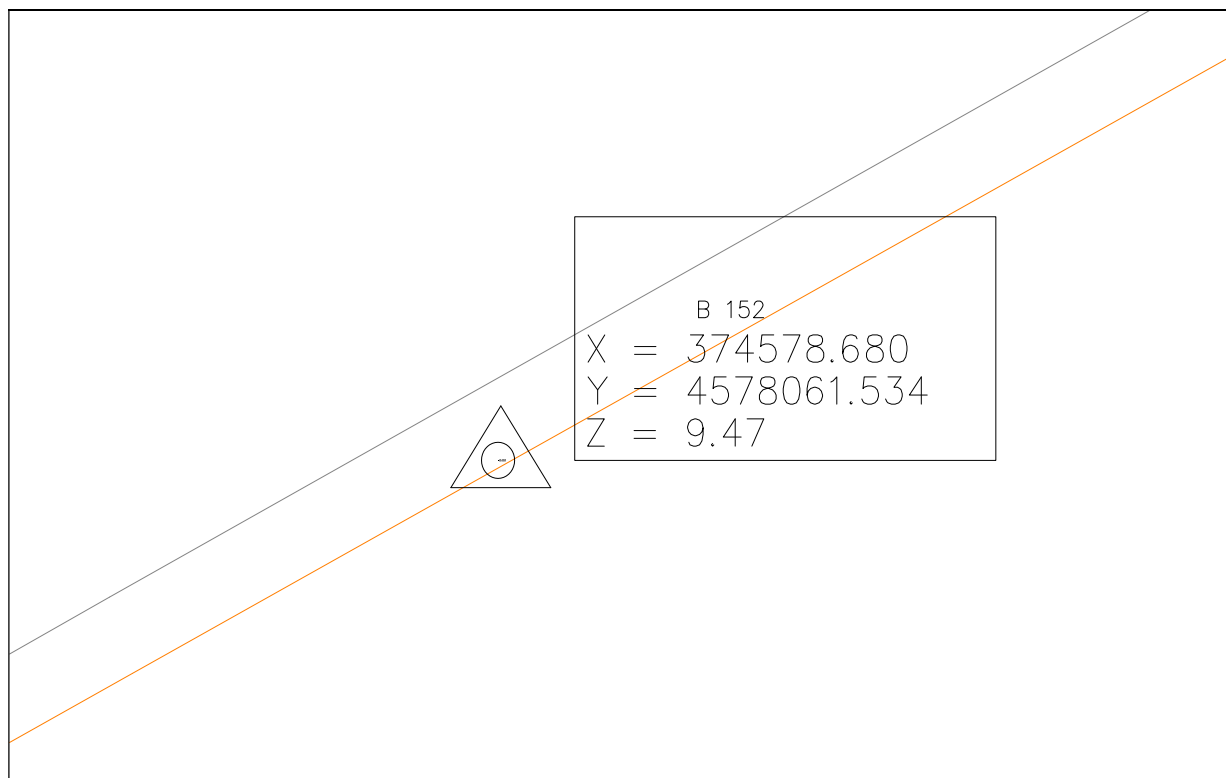 B 152
X = 374578.680
Y = 4578061.534
Z = 9.47